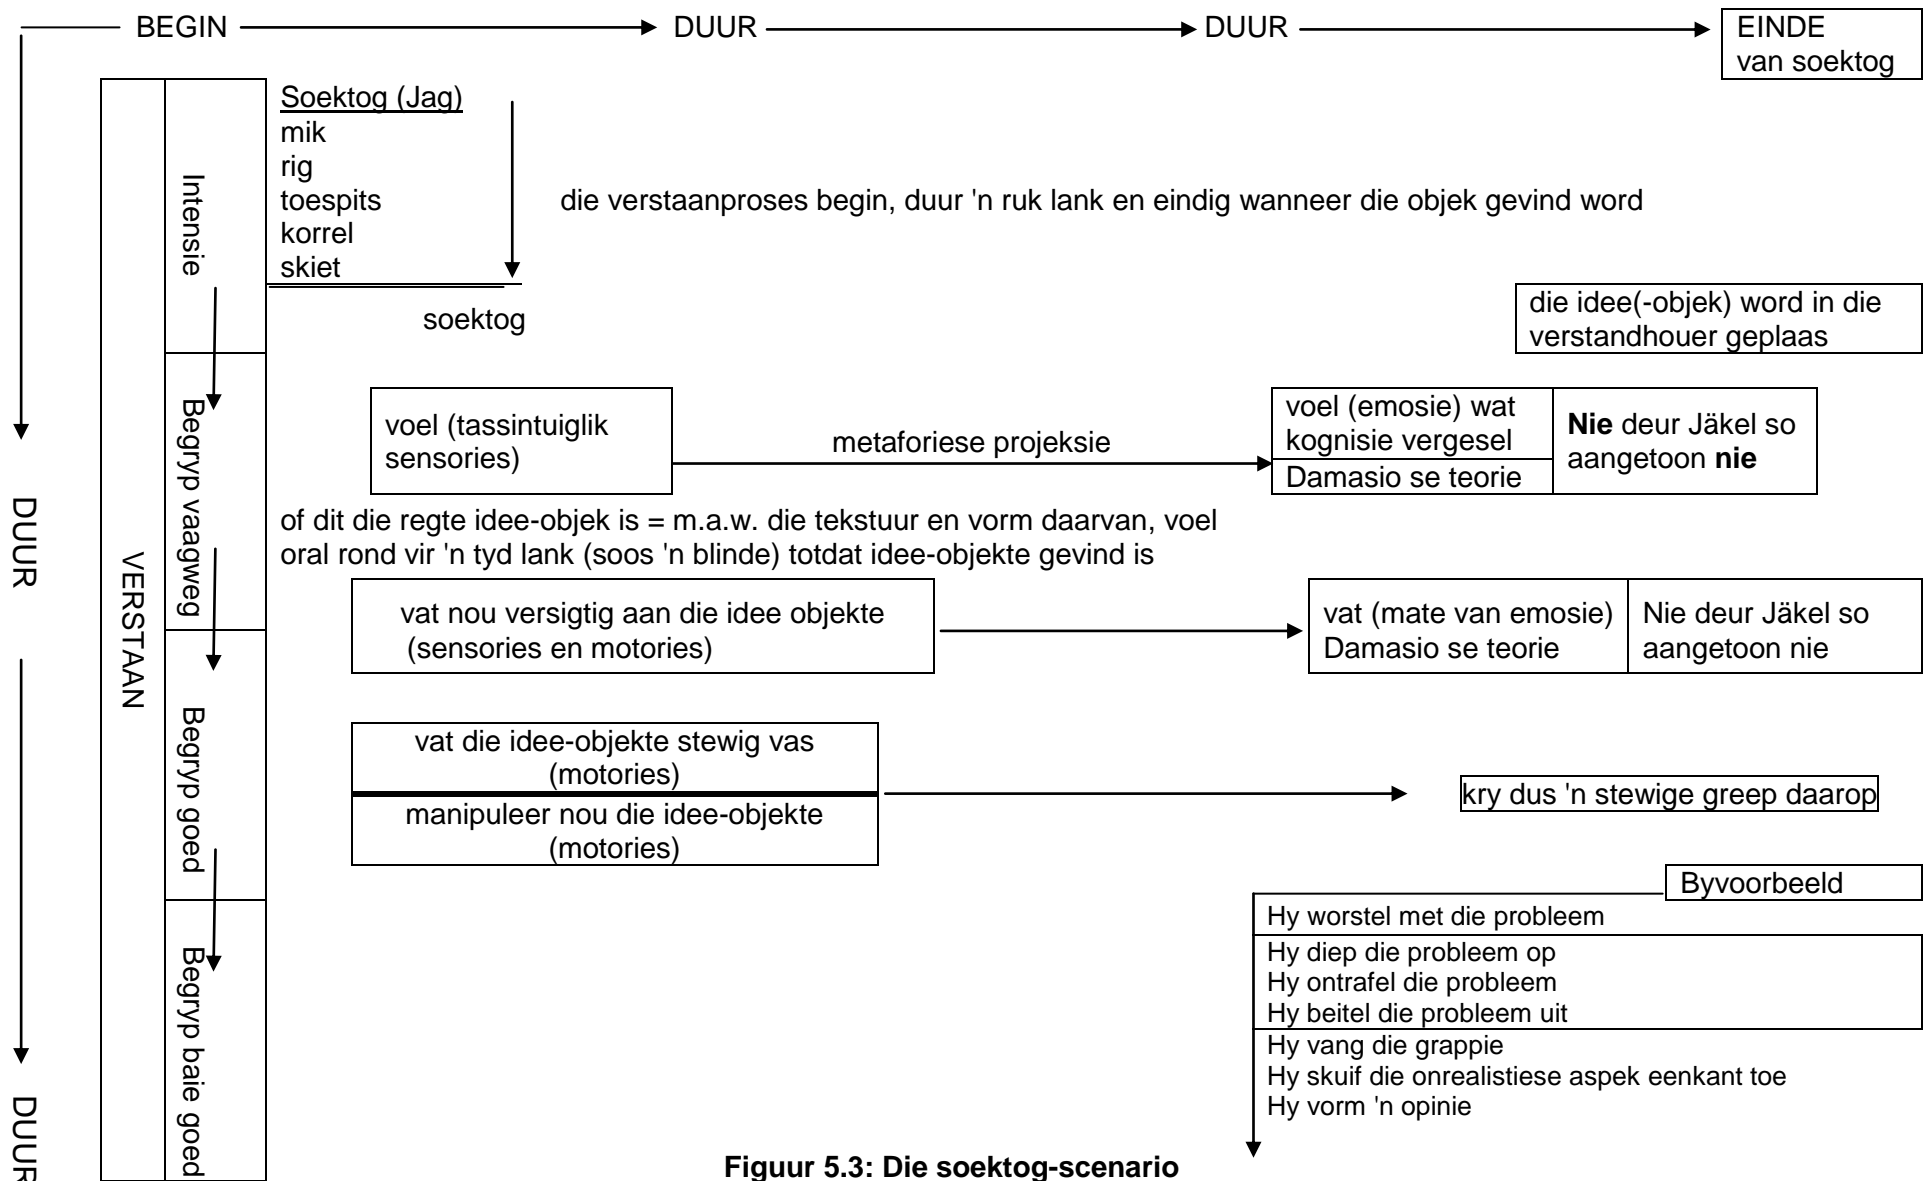 BEGIN DUUR DUUR EINDE
van soektog
Soektog (Jag)
mik
rig
toespits
korrel
skiet
die verstaanproses begin, duur 'n ruk lank en eindig wanneer die objek gevind word
soektog
die idee(-objek) word in die
verstandhouer geplaas
DUUR
DUUR
VERSTAAN
Intensie
Begryp vaagweg
Begryp goed
Begryp baie goed
voel (tassintuiglik
sensories)
metaforiese projeksie
voel (emosie) wat
kognisie vergesel
Damasio se teorie
Nie deur Jäkel so
aangetoon nie
of dit die regte idee-objek is = m.a.w. die tekstuur en vorm daarvan, voel
oral rond vir 'n tyd lank (soos 'n blinde) totdat idee-objekte gevind is
vat nou versigtig aan die idee objekte
(sensories en motories)
vat (mate van emosie)
Damasio se teorie
Nie deur Jäkel so
aangetoon nie
vat die idee-objekte stewig vas
(motories)
manipuleer nou die idee-objekte
(motories)
kry dus 'n stewige greep daarop
Byvoorbeeld
Hy worstel met die probleem
Hy diep die probleem op
Hy ontrafel die probleem
Hy beitel die probleem uit
Hy vang die grappie
Hy skuif die onrealistiese aspek eenkant toe
Hy vorm 'n opinie
Figuur 5.3: Die soektog-scenario